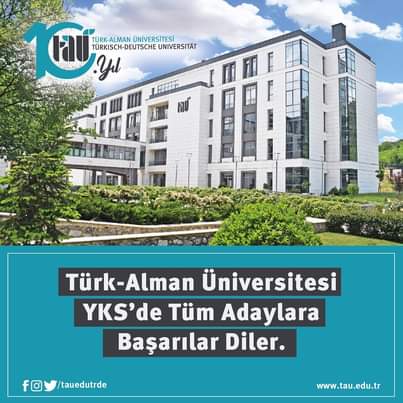 10.Yıl
tau
TÜRK-ALMAN ÜNİVERSİTESİ
TÜRKISCH-DEUTSCHE UNIVERSITÄT
tau
Türk-Alman Üniversitesi
YKS’de Tüm Adaylara
Başarılar Diler.
/tauedutrde
www.tau.edu.tr